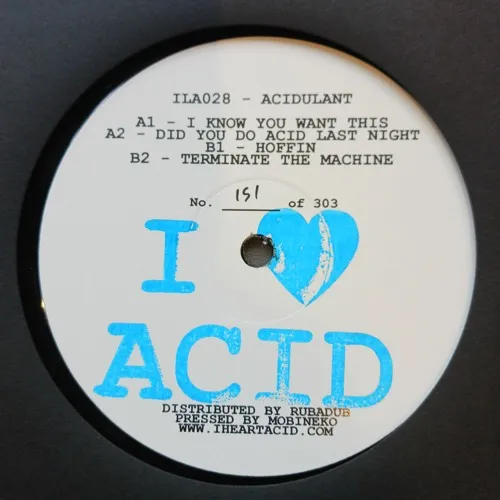 ILA028 - ACIDULANT
A1 - I KNOW YOU WANT THIS
A2 - DID YOU DO ACID LAST NIGHT
B1 - HOFFIN
B2 - TERMINATE THE MACHINE
No. 151 of 303
I
ACID
DISTRIBUTED BY RUBADUB
PRESSED BY MOBINEKO
WWW.IHEARTACID.COM